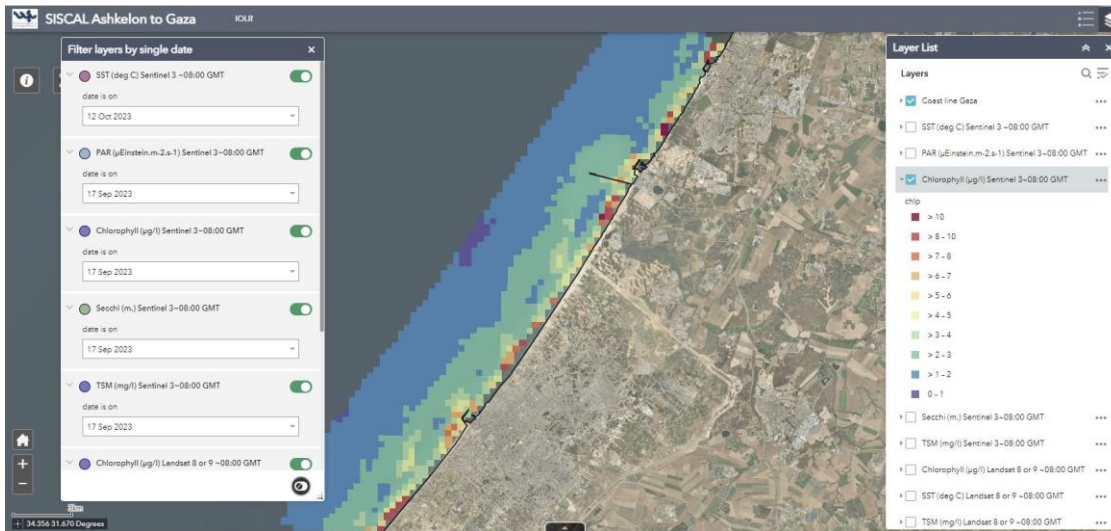 SISCAL Ashkelon to Gaza
IOLR
Filter layers by single date
SST (deg C) Sentinel 3 ~08:00 GMT
date is on
12 Oct 2023
PAR (µEinstein.m-2.s-1) Sentinel 3~08:00 GMT
date is on
17 Sep 2023
Chlorophyll (µg/l) Sentinel 3~08:00 GMT
date is on
17 Sep 2023
Secchi (m.) Sentinel 3~08:00 GMT
date is on
17 Sep 2023
TSM (mg/l) Sentinel 3~08:00 GMT
date is on
17 Sep 2023
Chlorophyll (µg/l) Landsat 8 or 9 ~08:00 GMT
3km
34.356 31.670 Degrees
Layer List
Layers
Coast line Gaza
SST (deg C) Sentinel 3 ~08:00 GMT
PAR (µEinstein.m-2.s-1) Sentinel 3~08:00 GMT
Chlorophyll (µg/l) Sentinel 3~08:00 GMT
chlp
> 10
> 8 - 10
> 7 - 8
> 6 - 7
> 5 - 6
> 4 - 5
> 3 - 4
> 2 - 3
> 1 - 2
0 - 1
Secchi (m.) Sentinel 3~08:00 GMT
TSM (mg/l) Sentinel 3~08:00 GMT
Chlorophyll (µg/l) Landsat 8 or 9 ~08:00 GMT
SST (deg C) Landsat 8 or 9 ~08:00 GMT
TSM (mg/l) Landsat 8 or 9 ~08:00 GMT